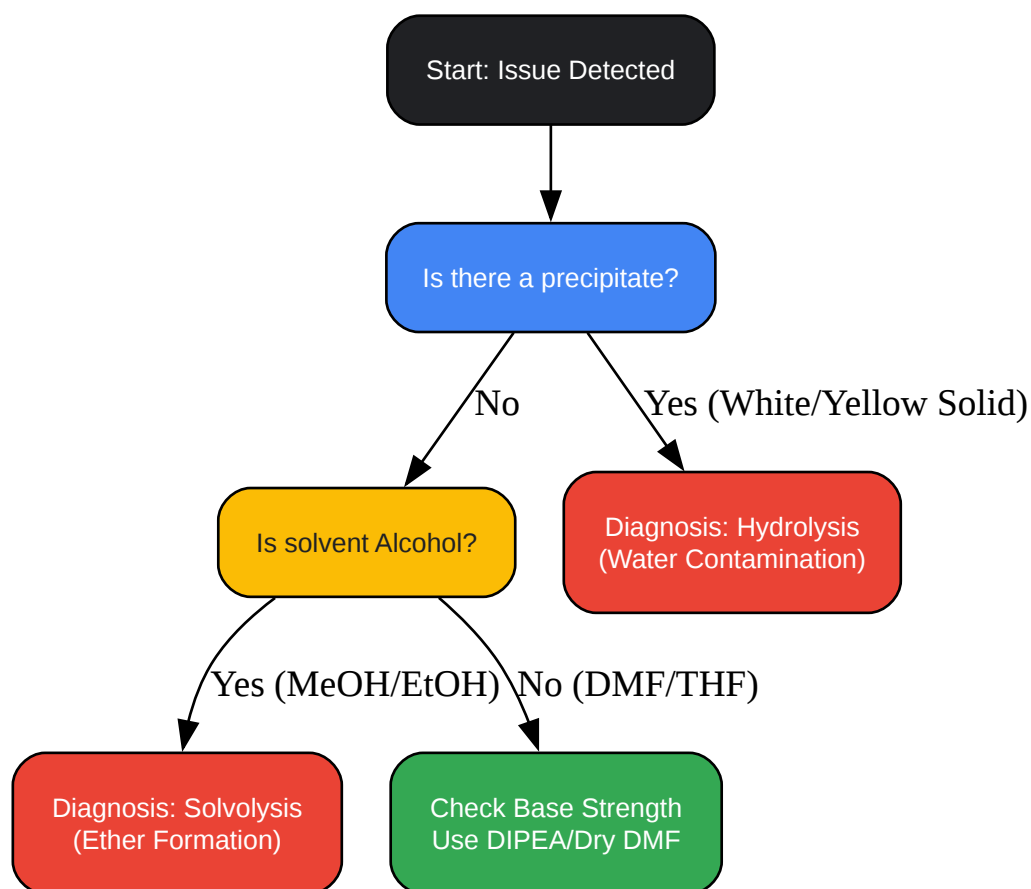 Start: Issue Detected
Is there a precipitate?
No
Yes (White/Yellow Solid)
Is solvent Alcohol?
Diagnosis: Hydrolysis
(Water Contamination)
Yes (MeOH/EtOH)
No (DMF/THF)
Diagnosis: Solvolysis
(Ether Formation)
Check Base Strength
Use DIPEA/Dry DMF